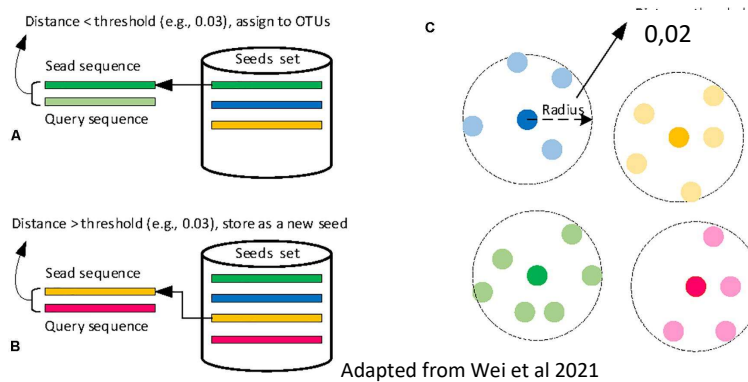 Distance < threshold (e.g., 0.03), assign to OTUs
Sead sequence
Seeds set
Query sequence
A
Distance > threshold (e.g., 0.03), store as a new seed
Sead sequence
Seeds set
Query sequence
B
C
0,02
Radius
Adapted from Wei et al 2021